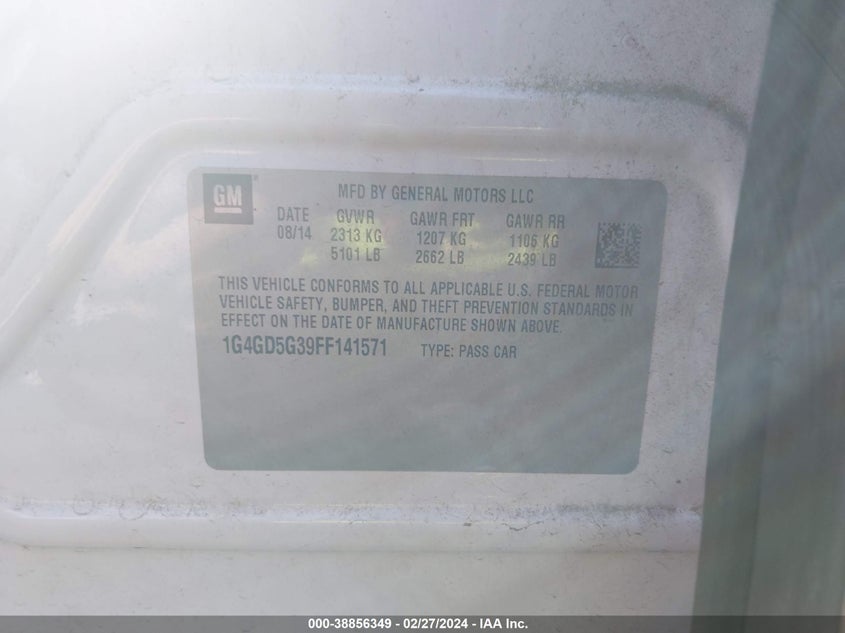 GM
MFD BY GENERAL MOTORS LLC
DATE GVWR GAWR FRT GAWR RR
08/14 2313 KG 1207 KG 1106 KG
5101 LB 2662 LB 2439 LB
THIS VEHICLE CONFORMS TO ALL APPLICABLE U.S. FEDERAL MOTOR
VEHICLE SAFETY, BUMPER, AND THEFT PREVENTION STANDARDS IN
EFFECT ON THE DATE OF MANUFACTURE SHOWN ABOVE.
1G4GD5G39FF141571 TYPE: PASS CAR
000-38856349 | 02/27/2024 - IAA Inc.